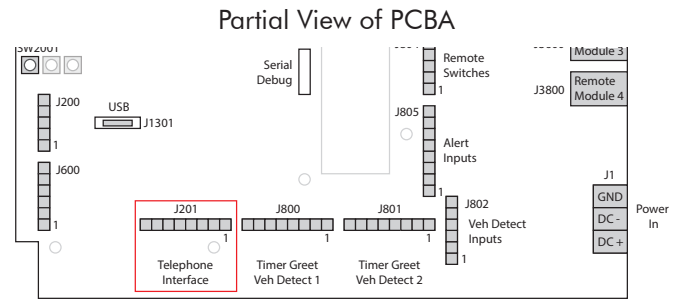 Partial View of PCBA
SW2001
Serial
Debug
Remote
Switches
1
Module 3
J3800
Remote
Module 4
J200
1
USB
J1301
J805
Alert
Inputs
1
J600
1
J1
GND
DC -
DC +
Power
In
J201
1
Telephone
Interface
J800
1
Timer Greet
Veh Detect 1
J801
1
Timer Greet
Veh Detect 2
J802
Veh Detect
Inputs
1